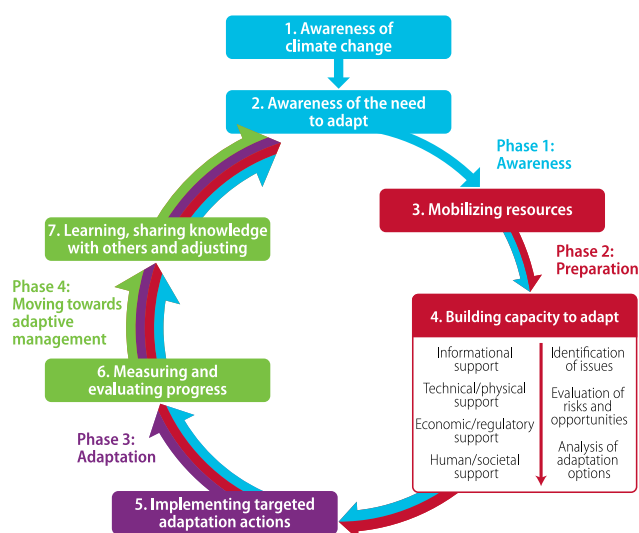 1. Awareness of
climate change
2. Awareness of the need
to adapt
Phase 1:
Awareness
3. Mobilizing resources
Phase 2:
Preparation
4. Building capacity to adapt
Informational
support
Technical/physical
support
Economic/regulatory
support
Human/societal
support
Identification
of issues
Evaluation of
risks and
opportunities
Analysis of
adaptation
options
5. Implementing targeted
adaptation actions
Phase 3:
Adaptation
6. Measuring and
evaluating progress
Phase 4:
Moving towards
adaptive
management
7. Learning, sharing knowledge
with others and adjusting